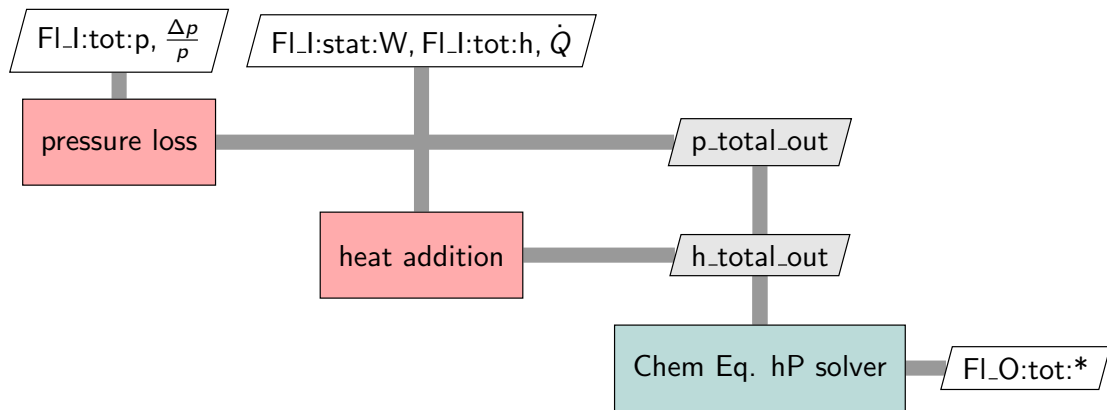 Fl_I:tot:p, Δp/p
Fl_I:stat:W, Fl_I:tot:h, Q̇
pressure loss
p_total_out
heat addition
h_total_out
Chem Eq. hP solver
Fl_O:tot:*